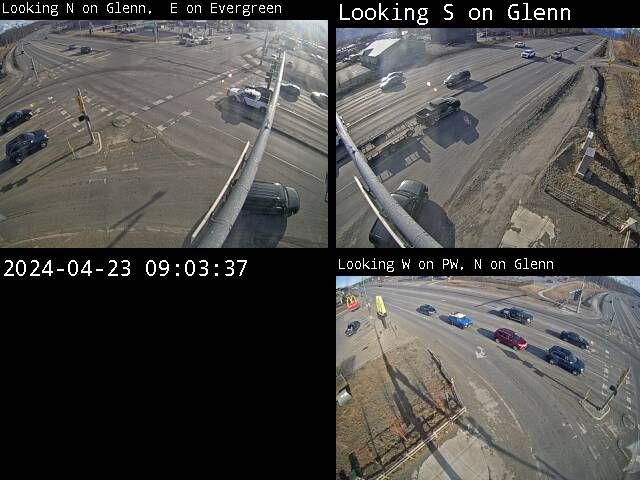 Looking N on Glenn, E on Evergreen
Looking S on Glenn
2024-04-23 09:03:37
Looking W on PW, N on Glenn